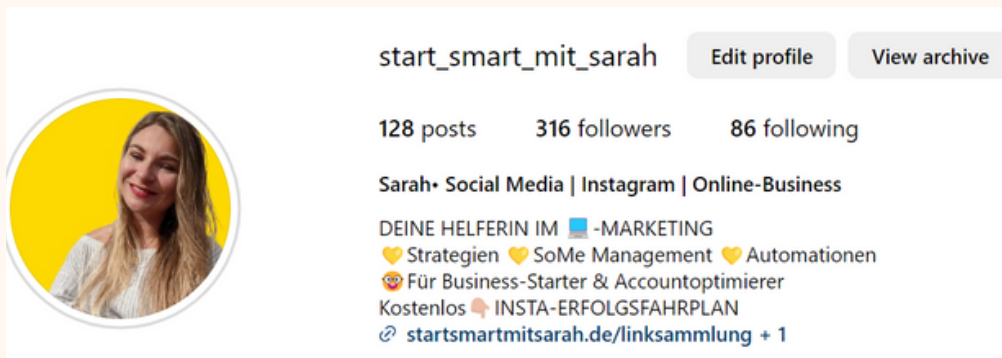 start_smart_mit_sarah Edit profile View archive
128 posts 316 followers 86 following
Sarah• Social Media | Instagram | Online-Business
DEINE HELFERIN IM 💻-MARKETING
💛Strategien 💛SoMe Management 💛Automationen
🤓Für Business-Starter & Accountoptimierer
Kostenlos👇🏼INSTA-ERFOLGSFAHRPLAN
startsmartmitsarah.de/linksammlung + 1